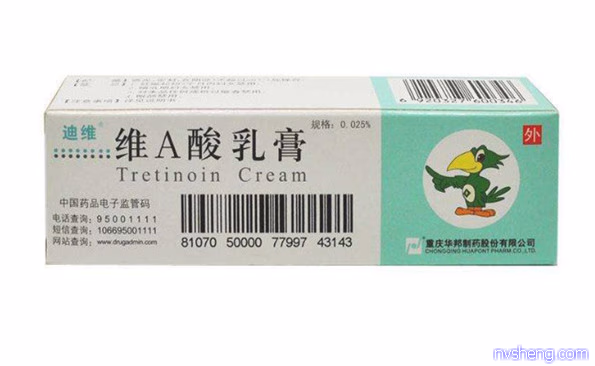 6 920327 600346
迪维®
维A酸乳膏
规格：0.025%
Tretinoin Cream
外
中国药品电子监管码
电话查询：95001111
短信查询：106695001111
网站查询：www.drugadmin.com
81070 50000 77997 43143
重庆华邦制药股份有限公司
CHONGQING HUAPONT PHARM CO.,LTD.
nvsheng.com